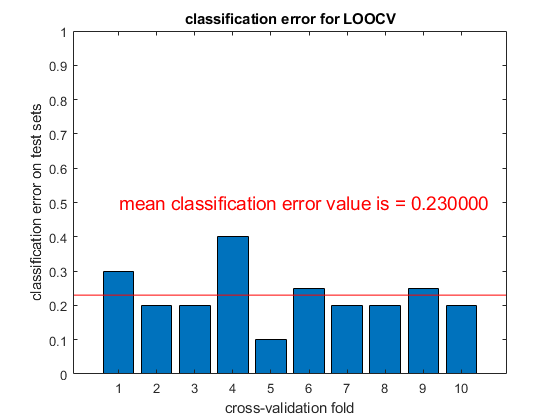 classification error for LOOCV
1
0.9
0.8
0.7
0.6
0.5
0.4
0.3
0.2
0.1
0
classification error on test sets
mean classification error value is = 0.230000
1 2 3 4 5 6 7 8 9 10
cross-validation fold